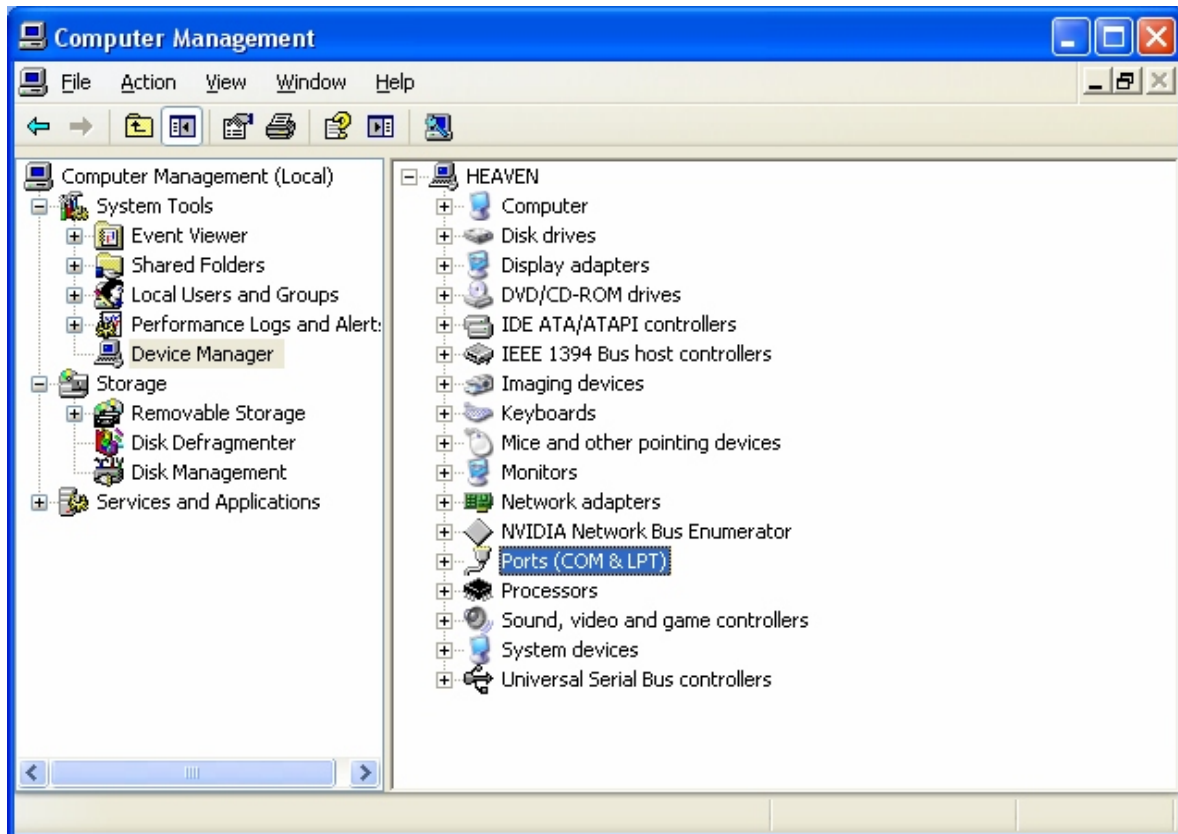 Computer Management
File Action View Window Help
Computer Management (Local)
System Tools
Event Viewer
Shared Folders
Local Users and Groups
Performance Logs and Alert:
Device Manager
Storage
Removable Storage
Disk Defragmenter
Disk Management
Services and Applications
HEAVEN
Computer
Disk drives
Display adapters
DVD/CD-ROM drives
IDE ATA/ATAPI controllers
IEEE 1394 Bus host controllers
Imaging devices
Keyboards
Mice and other pointing devices
Monitors
Network adapters
NVIDIA Network Bus Enumerator
Ports (COM & LPT)
Processors
Sound, video and game controllers
System devices
Universal Serial Bus controllers